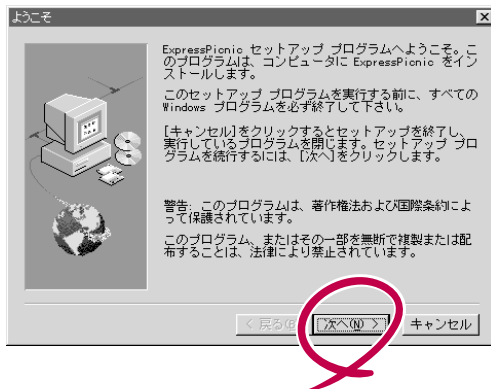 ようこそ
ExpressPicnic セットアップ プログラムへようこそ。こ
のプログラムは、コンピュータに ExpressPicnic をイン
ストールします。
このセットアップ プログラムを実行する前に、すべての
Windows プログラムを必ず終了して下さい。
[キャンセル]をクリックするとセットアップを終了し、
実行しているプログラムを閉じます。セットアップ プロ
グラムを続行するには、[次へ]をクリックします。
警告: このプログラムは、著作権法および国際条約によ
って保護されています。
このプログラム、またはその一部を無断で複製または配
布することは、法律により禁止されています。
< 戻る(B
次へ(N) >
キャンセル